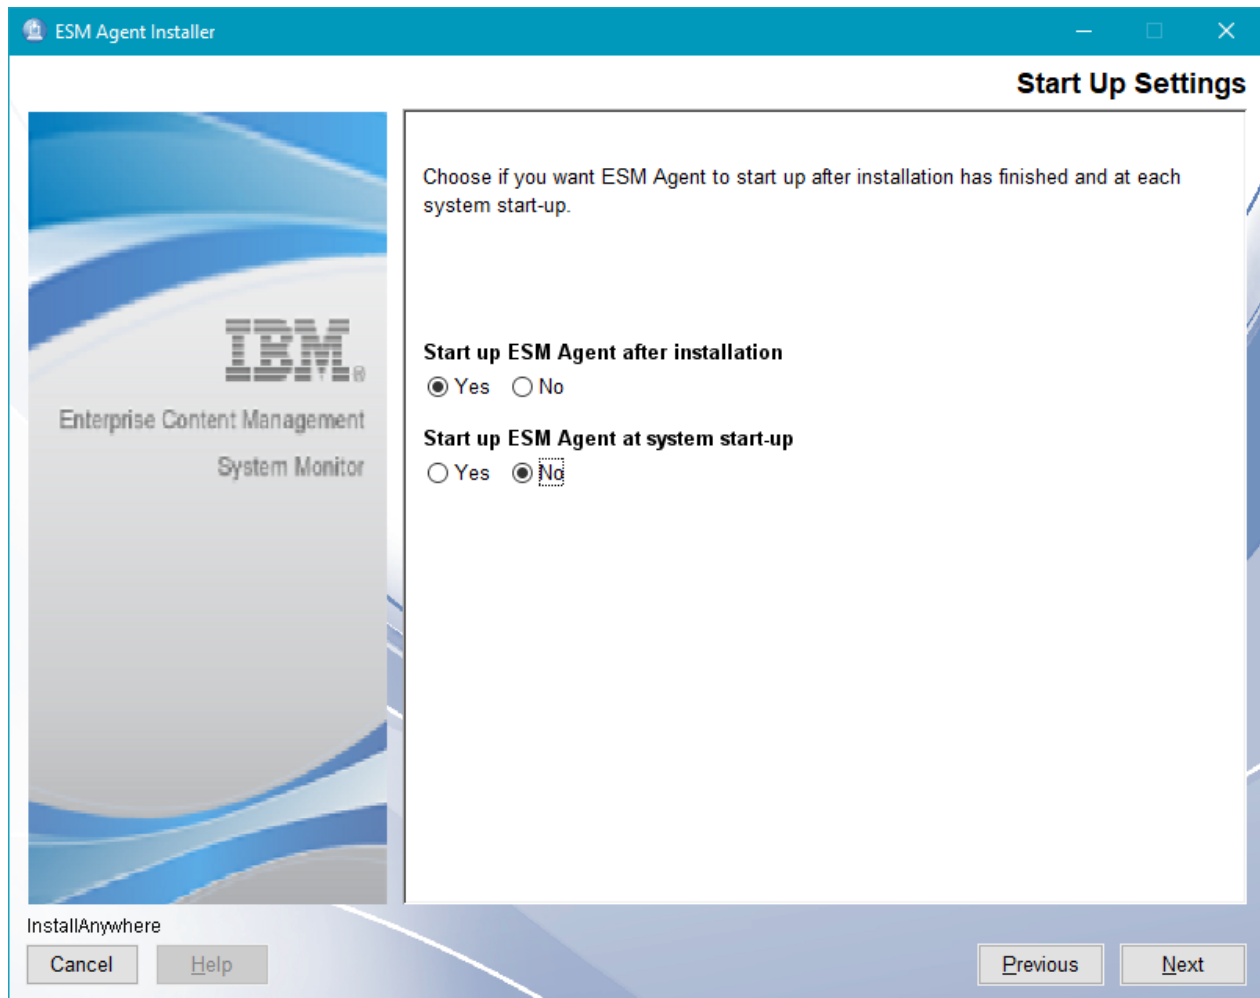 ESM Agent Installer
Start Up Settings
Choose if you want ESM Agent to start up after installation has finished and at each
system start-up.
IBM®
Enterprise Content Management
System Monitor
Start up ESM Agent after installation
Yes No
Start up ESM Agent at system start-up
Yes No
InstallAnywhere
Cancel Help Previous Next